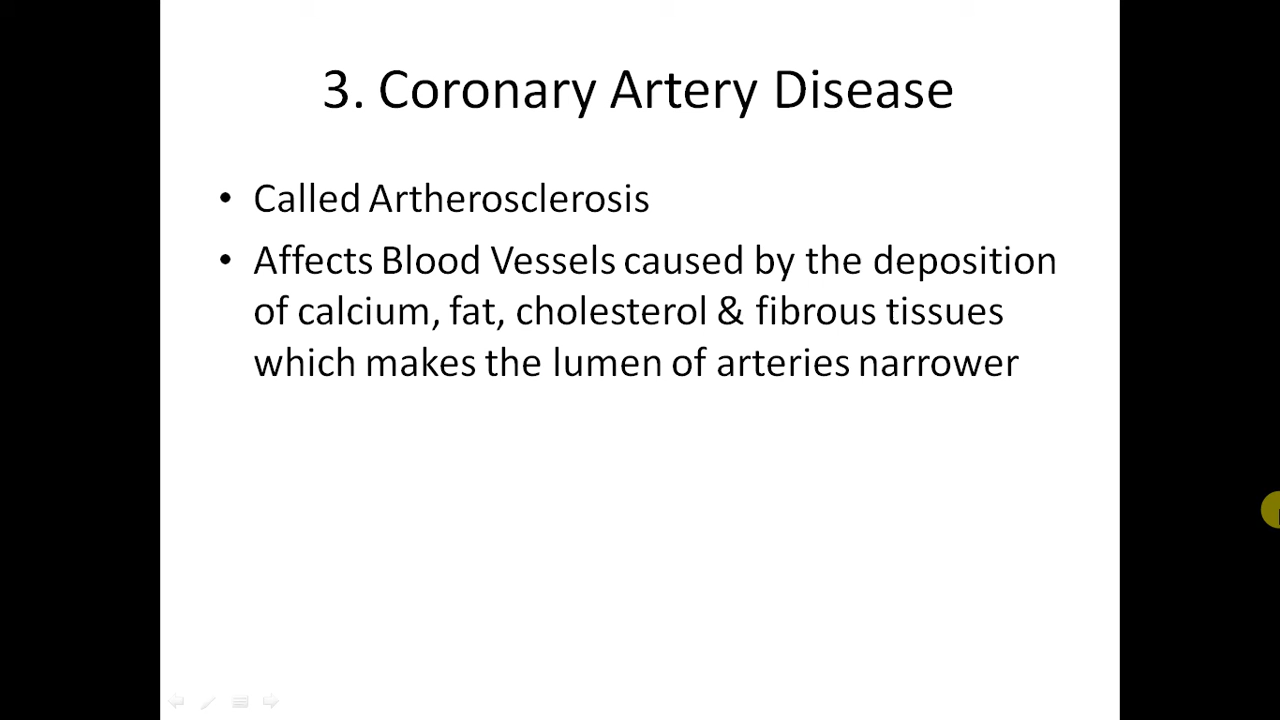 3. Coronary Artery Disease
• Called Artherosclerosis
• Affects Blood Vessels caused by the deposition
of calcium, fat, cholesterol & fibrous tissues
which makes the lumen of arteries narrower